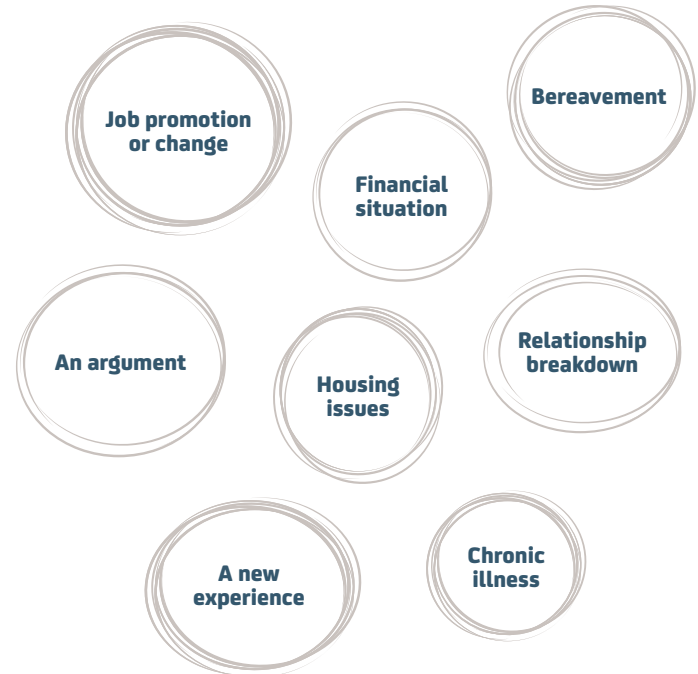 Job promotion
or change
Bereavement
Financial
situation
An argument
Housing
issues
Relationship
breakdown
A new
experience
Chronic
illness